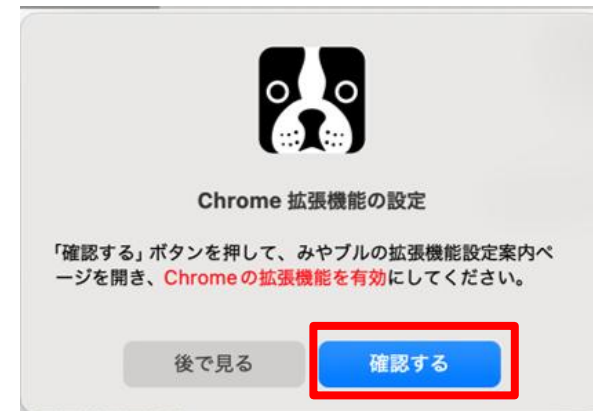 Chrome 拡張機能の設定
「確認する」ボタンを押して、みやブルの拡張機能設定案内ペ
ージを開き、Chromeの拡張機能を有効にしてください。
後で見る
確認する